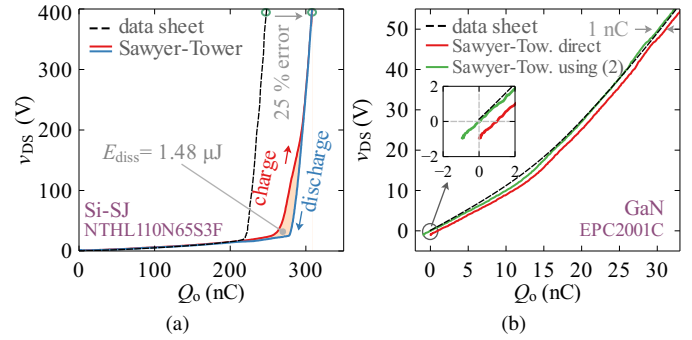 400
300
200
100
0
v_DS (V)
data sheet
Sawyer-Tower
25 % error
E_diss= 1.48 µJ
charge
discharge
Si-SJ
NTHL110N65S3F
0
100
200
300
Q_o (nC)
(a)
50
40
30
20
10
0
v_DS (V)
data sheet
Sawyer-Tow. direct
Sawyer-Tow. using (2)
1 nC
2
0
−2
−2
0
2
GaN
EPC2001C
0
5
10
15
20
25
30
Q_o (nC)
(b)